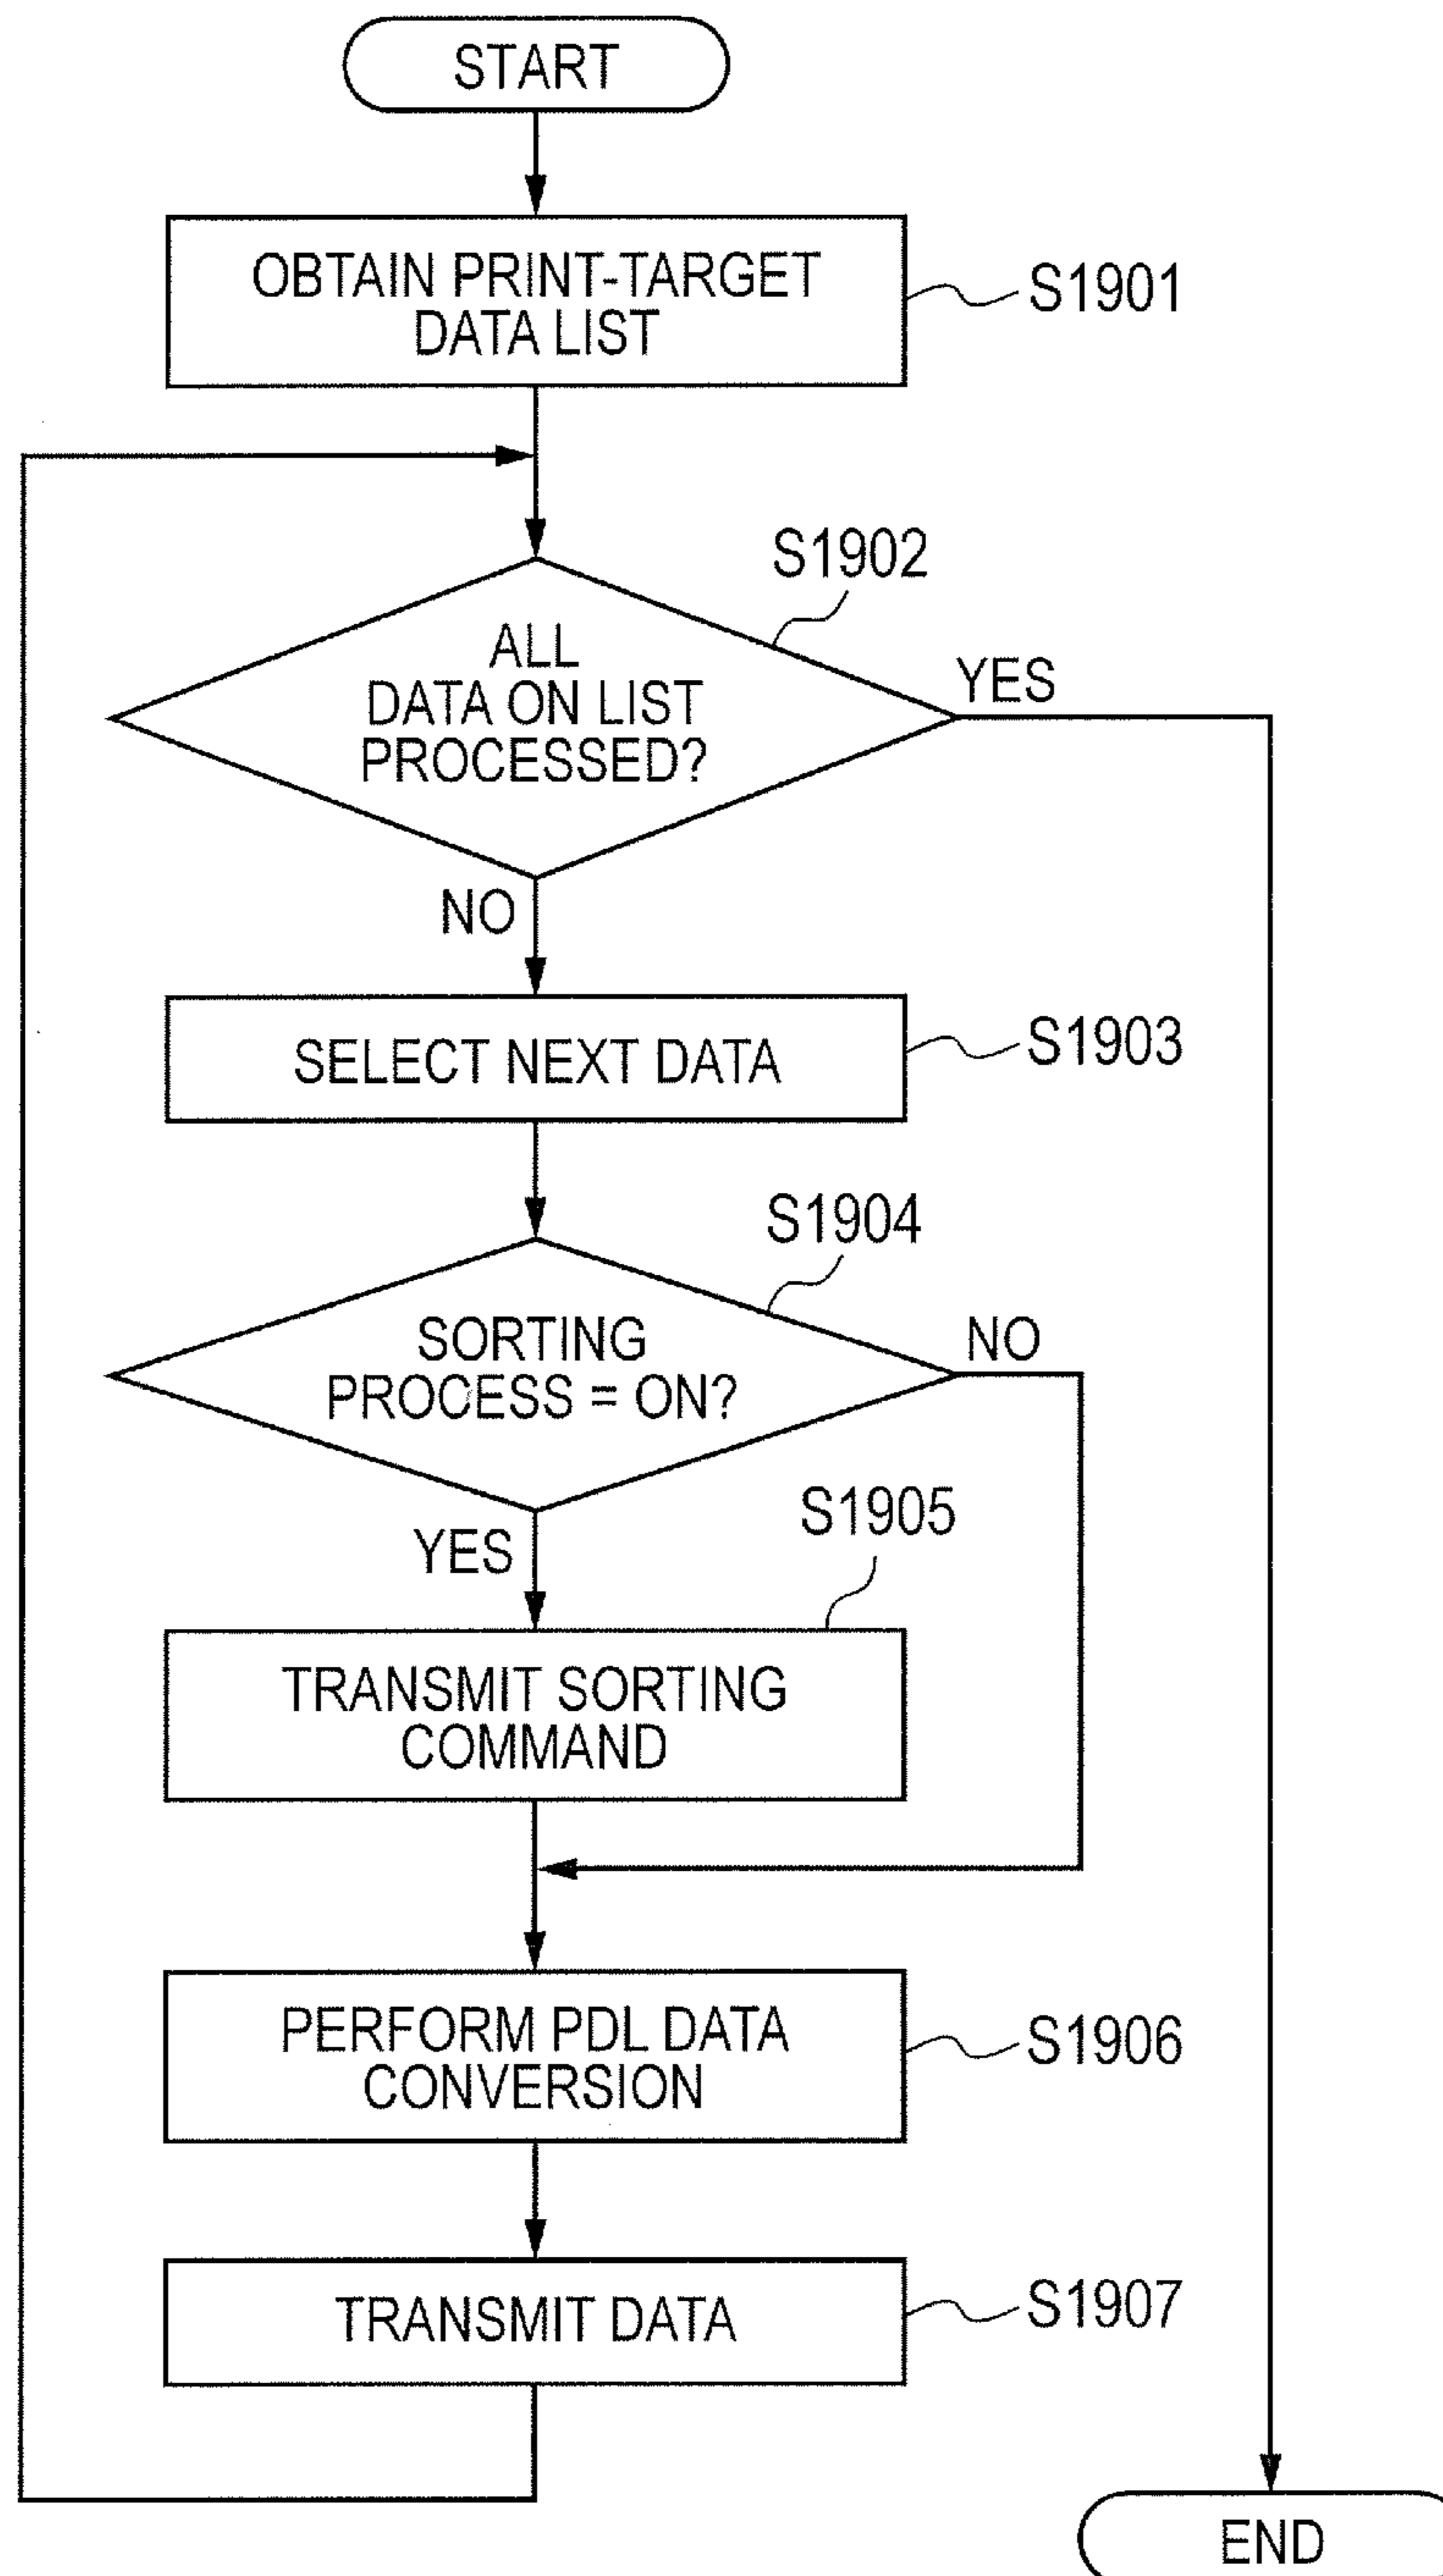 START
OBTAIN PRINT-TARGET
DATA LIST
S1901
S1902
ALL
DATA ON LIST
PROCESSED?
YES
NO
SELECT NEXT DATA
S1903
S1904
SORTING
PROCESS = ON?
NO
YES
S1905
TRANSMIT SORTING
COMMAND
PERFORM PDL DATA
CONVERSION
S1906
TRANSMIT DATA
S1907
END